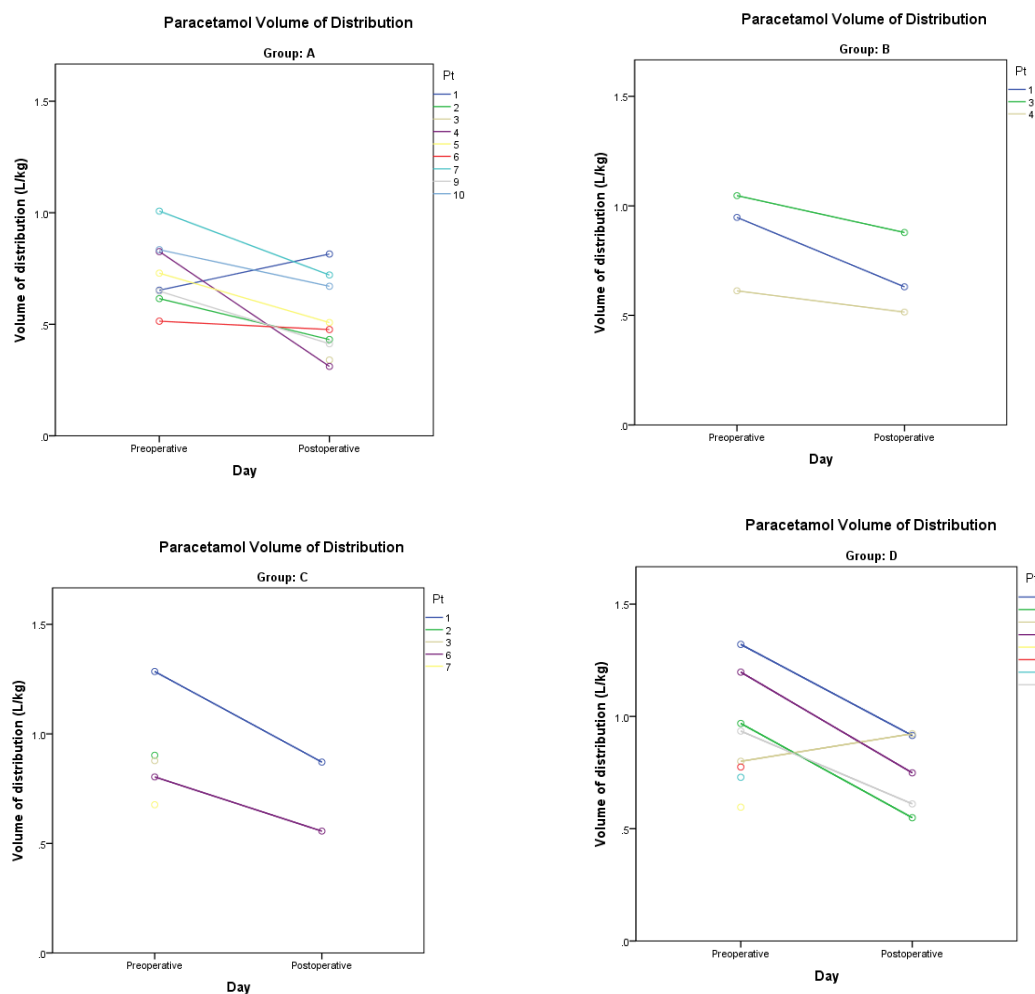 Paracetamol Volume of Distribution
Group: A
Pt
1
2
3
4
5
6
7
9
10
1.5
1.0
.5
.0
Volume of distribution (L/kg)
Preoperative
Postoperative
Day
Paracetamol Volume of Distribution
Group: B
Pt
1
3
4
1.5
1.0
.5
.0
Volume of distribution (L/kg)
Preoperative
Postoperative
Day
Paracetamol Volume of Distribution
Group: C
Pt
1
2
3
6
7
1.5
1.0
.5
.0
Volume of distribution (L/kg)
Preoperative
Postoperative
Day
Paracetamol Volume of Distribution
Group: D
1.5
1.0
.5
.0
Volume of distribution (L/kg)
Preoperative
Postoperative
Day